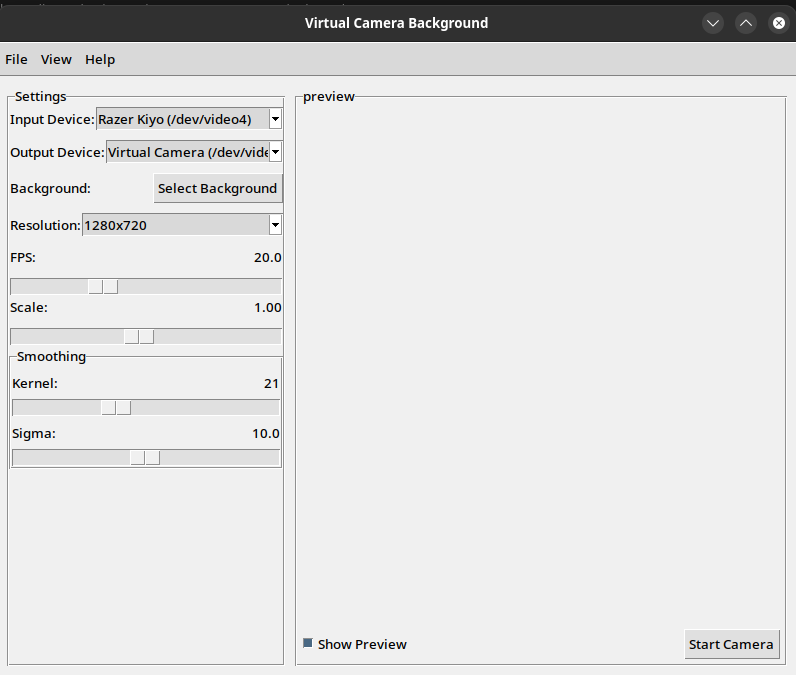 Virtual Camera Background
File View Help
Settings
Input Device: Razer Kiyo (/dev/video4)
Output Device: Virtual Camera (/dev/vide
Background: Select Background
Resolution: 1280x720
FPS: 20.0
Scale: 1.00
Smoothing
Kernel: 21
Sigma: 10.0
preview
Show Preview
Start Camera